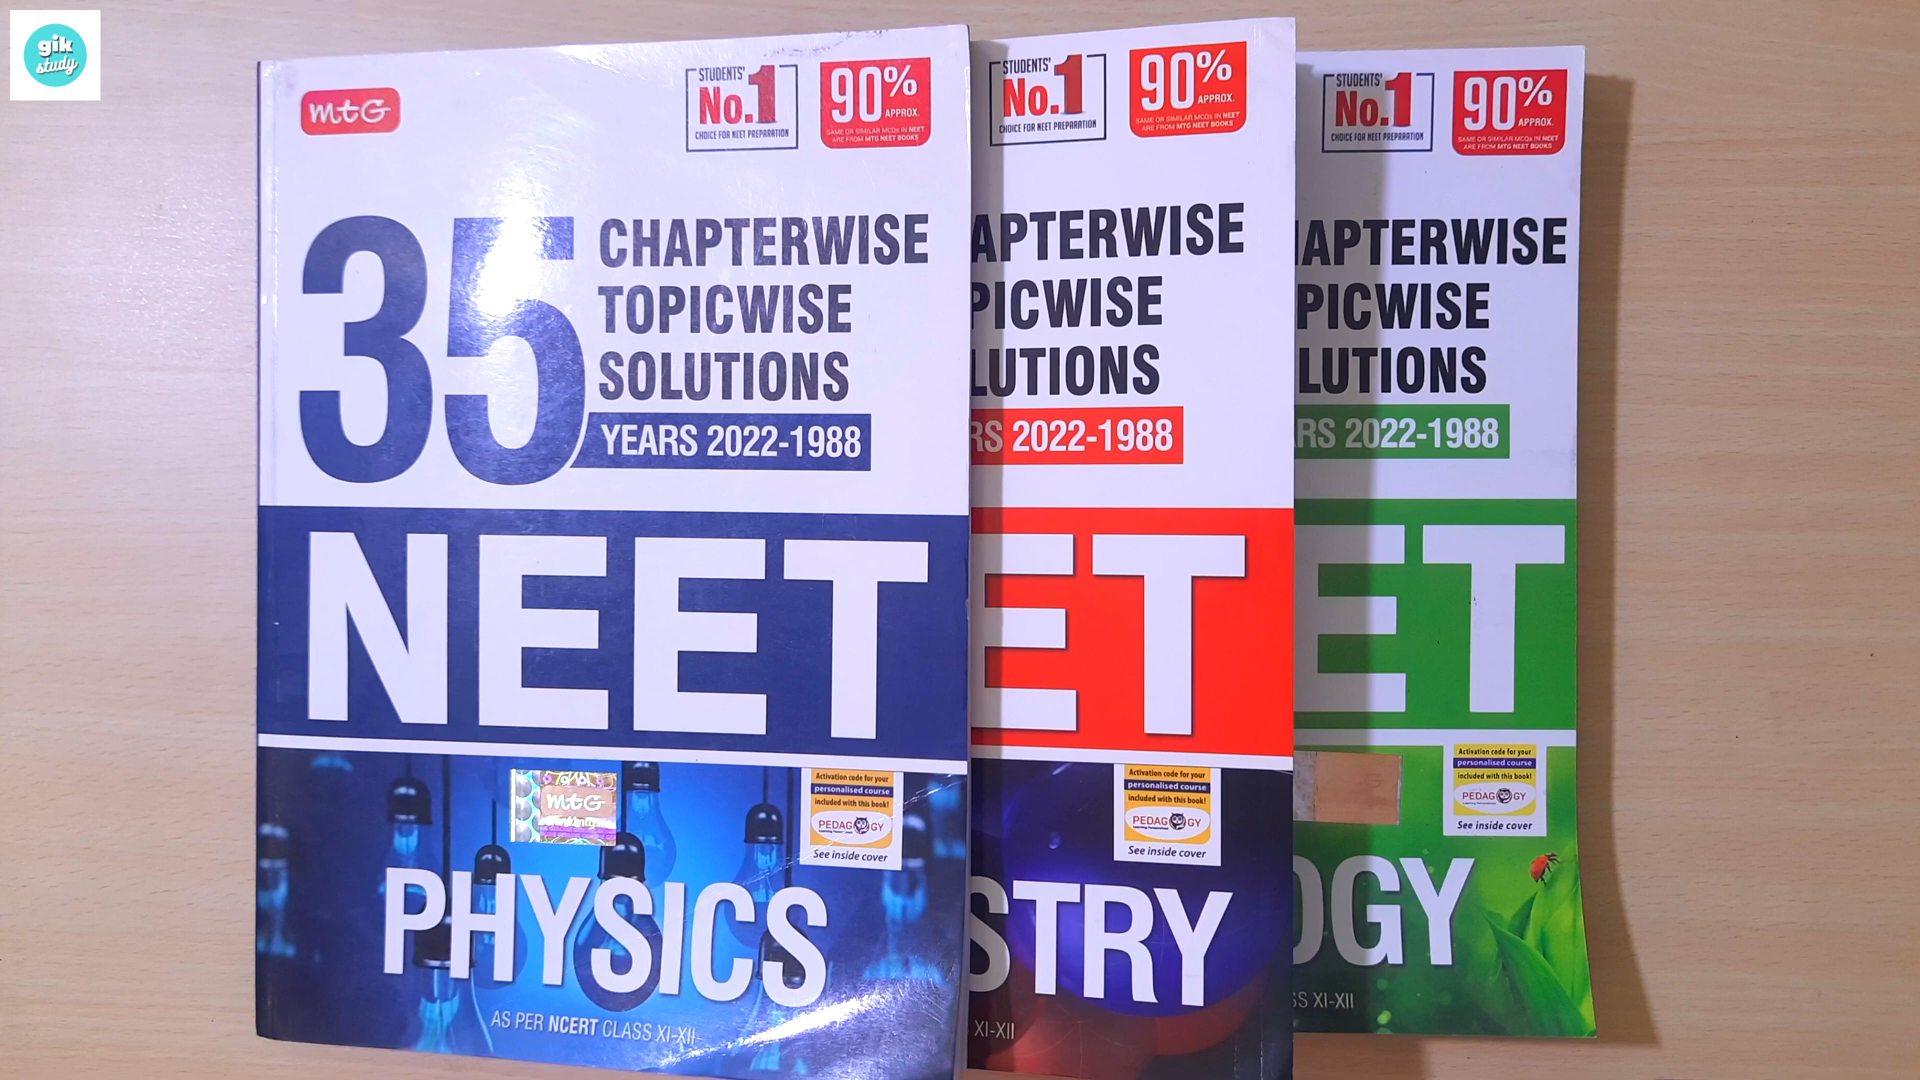 gik
study
mtG
STUDENTS'
No.1
CHOICE FOR NEET PREPARATION
90%
APPROX.
SAME OR SIMILAR MCQs IN NEET
ARE FROM MTG NEET BOOKS
35
CHAPTERWISE
TOPICWISE
SOLUTIONS
YEARS 2022-1988
NEET
mtG
Activation code for your
personalised course
included with this book!
PEDAGOGY
See inside cover
PHYSICS
AS PER NCERT CLASS XI-XII
STUDENTS'
No.1
CHOICE FOR NEET PREPARATION
90%
APPROX.
SAME OR SIMILAR MCQs IN NEET
ARE FROM MTG NEET BOOKS
APTERWISE
PICWISE
LUTIONS
RS 2022-1988
ET
Activation code for your
personalised course
included with this book!
PEDAGOGY
See inside cover
STRY
XI-XII
STUDENTS'
No.1
CHOICE FOR NEET PREPARATION
90%
APPROX.
SAME OR SIMILAR MCQs IN NEET
ARE FROM MTG NEET BOOKS
APTERWISE
PICWISE
LUTIONS
RS 2022-1988
ET
Activation code for your
personalised course
included with this book!
PEDAGOGY
See inside cover
OGY
SS XI-XII